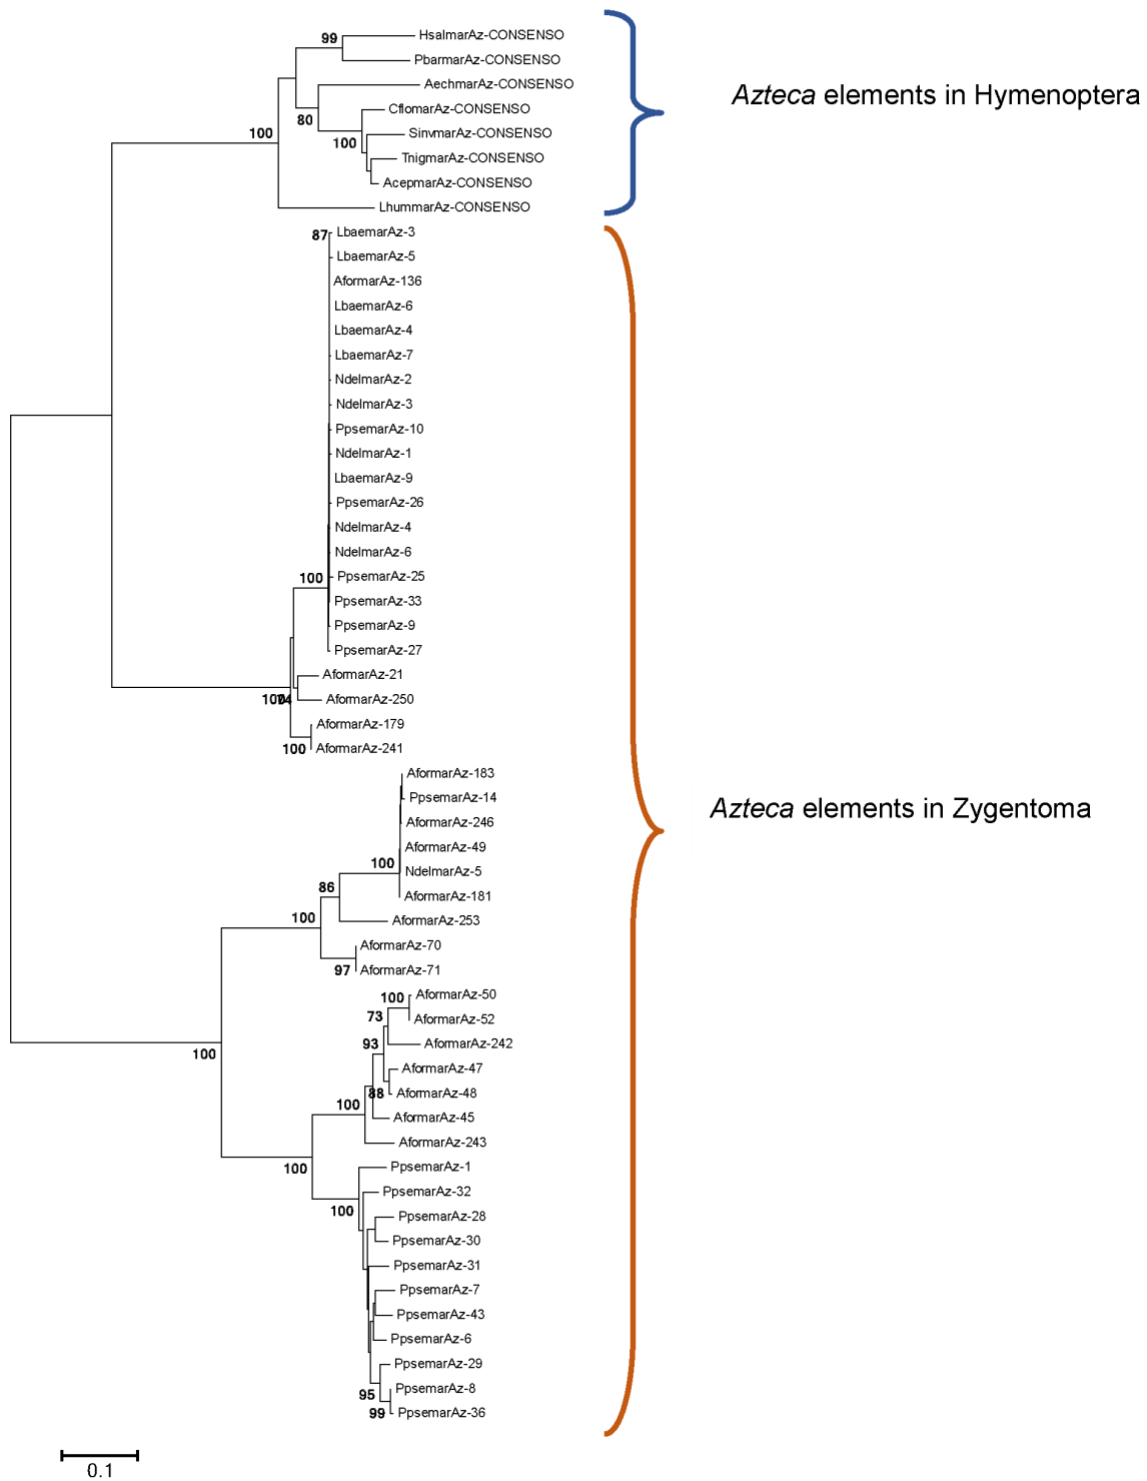 HsalmarAz-CONSENSO
99
PbarmarAz-CONSENSO
AechmarAz-CONSENSO
Azteca elements in Hymenoptera
CflomarAz-CONSENSO
80
SinvmarAz-CONSENSO
100
100
TnigmarAz-CONSENSO
AcepmarAz-CONSENSO
LhummarAz-CONSENSO
87
LbaemarAz-3
LbaemarAz-5
AformarAz-136
LbaemarAz-6
LbaemarAz-4
LbaemarAz-7
NdelmarAz-2
NdelmarAz-3
PpsemarAz-10
NdelmarAz-1
LbaemarAz-9
PpsemarAz-26
NdelmarAz-4
NdelmarAz-6
100
PpsemarAz-25
PpsemarAz-33
PpsemarAz-9
PpsemarAz-27
AformarAz-21
100
AformarAz-250
AformarAz-179
100
AformarAz-241
AformarAz-183
PpsemarAz-14
Azteca elements in Zygentoma
AformarAz-246
AformarAz-49
100
NdelmarAz-5
86
AformarAz-181
100
AformarAz-253
AformarAz-70
97
AformarAz-71
100
AformarAz-50
73
AformarAz-52
93
AformarAz-242
100
AformarAz-47
88
AformarAz-48
100
AformarAz-45
AformarAz-243
100
PpsemarAz-1
PpsemarAz-32
100
PpsemarAz-28
PpsemarAz-30
PpsemarAz-31
PpsemarAz-7
PpsemarAz-43
PpsemarAz-6
PpsemarAz-29
95
PpsemarAz-8
99
PpsemarAz-36
0.1